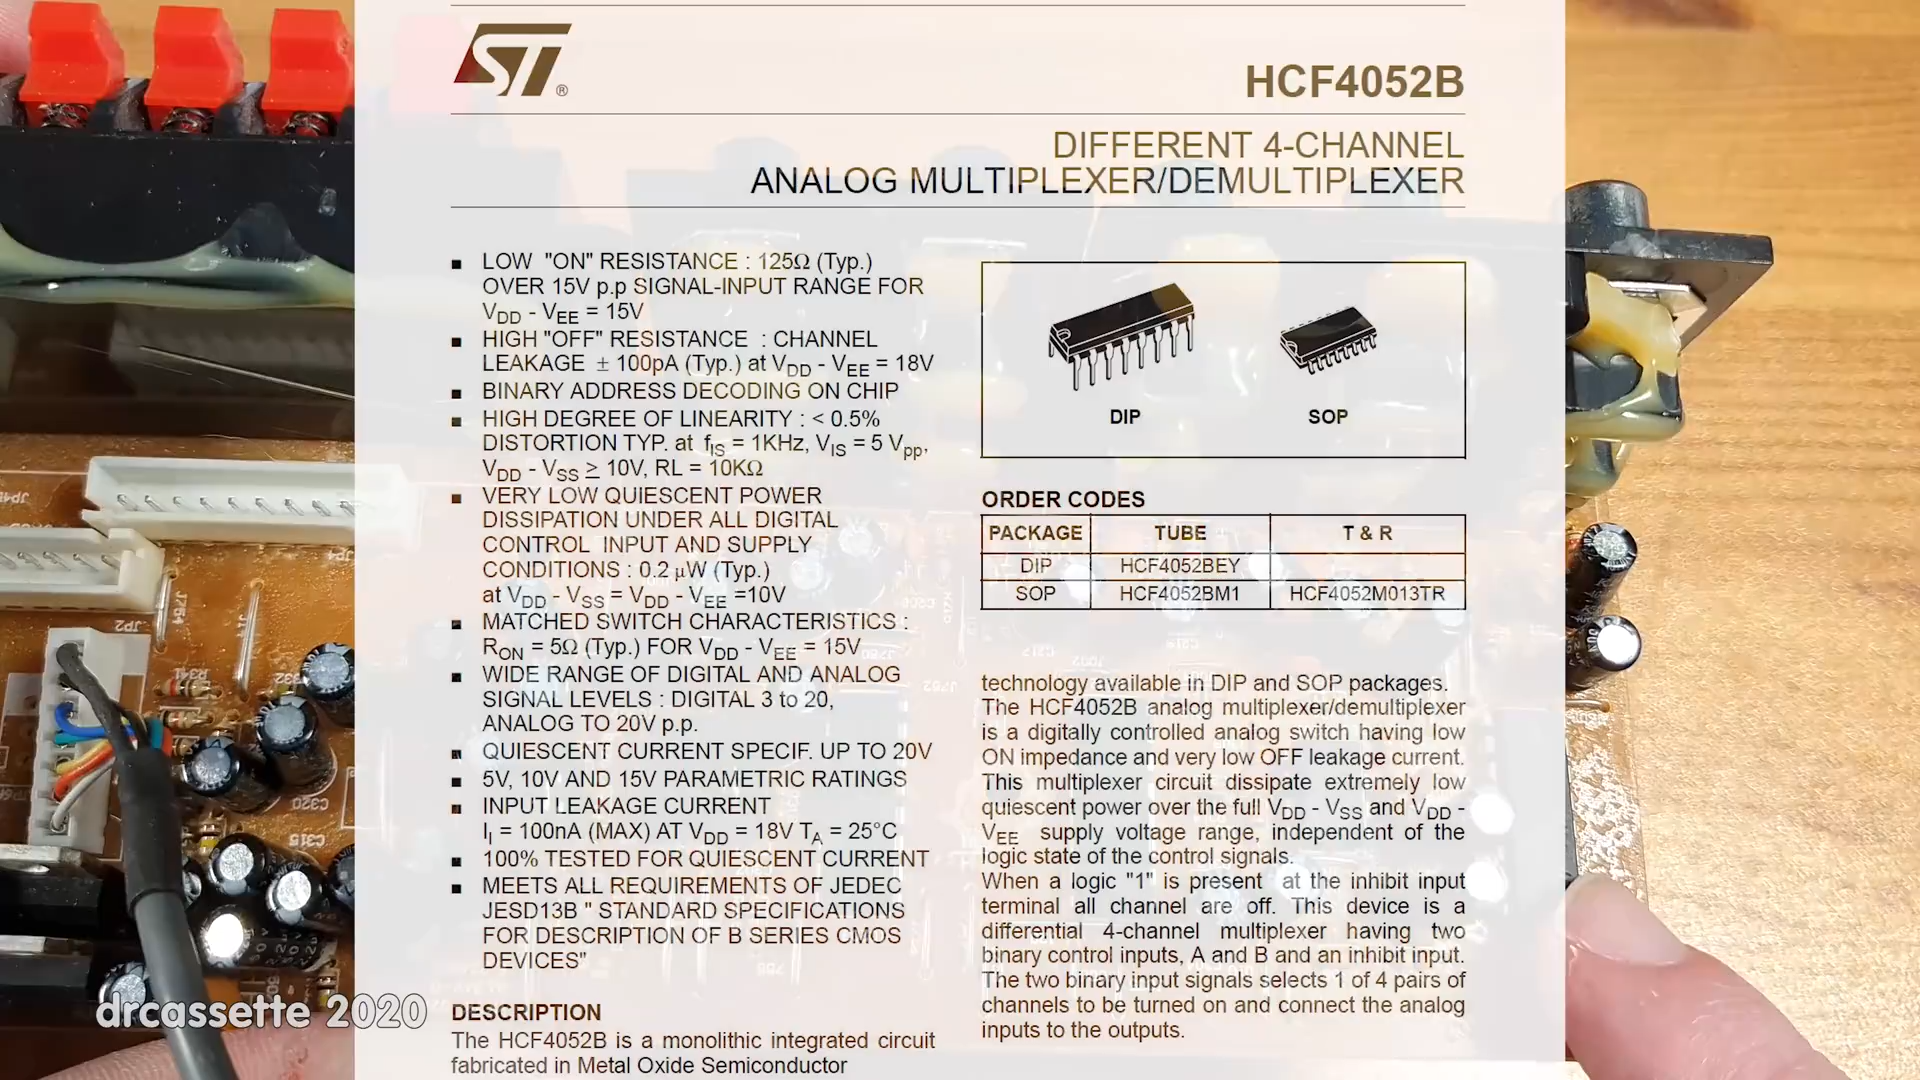 ST®
HCF4052B
DIFFERENT 4-CHANNEL
ANALOG MULTIPLEXER/DEMULTIPLEXER
■ LOW "ON" RESISTANCE : 125Ω (Typ.)
OVER 15V p.p SIGNAL-INPUT RANGE FOR
VDD - VEE = 15V
■ HIGH "OFF" RESISTANCE : CHANNEL
LEAKAGE ± 100pA (Typ.) at VDD - VEE = 18V
■ BINARY ADDRESS DECODING ON CHIP
■ HIGH DEGREE OF LINEARITY : < 0.5%
DISTORTION TYP. at fIS = 1KHz, VIS = 5 Vpp,
VDD - VSS ≥ 10V, RL = 10KΩ
■ VERY LOW QUIESCENT POWER
DISSIPATION UNDER ALL DIGITAL
CONTROL INPUT AND SUPPLY
CONDITIONS : 0.2 µW (Typ.)
at VDD - VSS = VDD - VEE =10V
■ MATCHED SWITCH CHARACTERISTICS :
RON = 5Ω (Typ.) FOR VDD - VEE = 15V
■ WIDE RANGE OF DIGITAL AND ANALOG
SIGNAL LEVELS : DIGITAL 3 to 20,
ANALOG TO 20V p.p.
■ QUIESCENT CURRENT SPECIF. UP TO 20V
■ 5V, 10V AND 15V PARAMETRIC RATINGS
■ INPUT LEAKAGE CURRENT
II = 100nA (MAX) AT VDD = 18V TA = 25°C
■ 100% TESTED FOR QUIESCENT CURRENT
■ MEETS ALL REQUIREMENTS OF JEDEC
JESD13B " STANDARD SPECIFICATIONS
FOR DESCRIPTION OF B SERIES CMOS
DEVICES"
DESCRIPTION
The HCF4052B is a monolithic integrated circuit
fabricated in Metal Oxide Semiconductor
DIP SOP
ORDER CODES
PACKAGE TUBE T & R
DIP HCF4052BEY
SOP HCF4052BM1 HCF4052M013TR
technology available in DIP and SOP packages.
The HCF4052B analog multiplexer/demultiplexer
is a digitally controlled analog switch having low
ON impedance and very low OFF leakage current.
This multiplexer circuit dissipate extremely low
quiescent power over the full VDD - VSS and VDD -
VEE supply voltage range, independent of the
logic state of the control signals.
When a logic "1" is present at the inhibit input
terminal all channel are off. This device is a
differential 4-channel multiplexer having two
binary control inputs, A and B and an inhibit input.
The two binary input signals selects 1 of 4 pairs of
channels to be turned on and connect the analog
inputs to the outputs.
JP2
J764
C320
C315
drcassette 2020